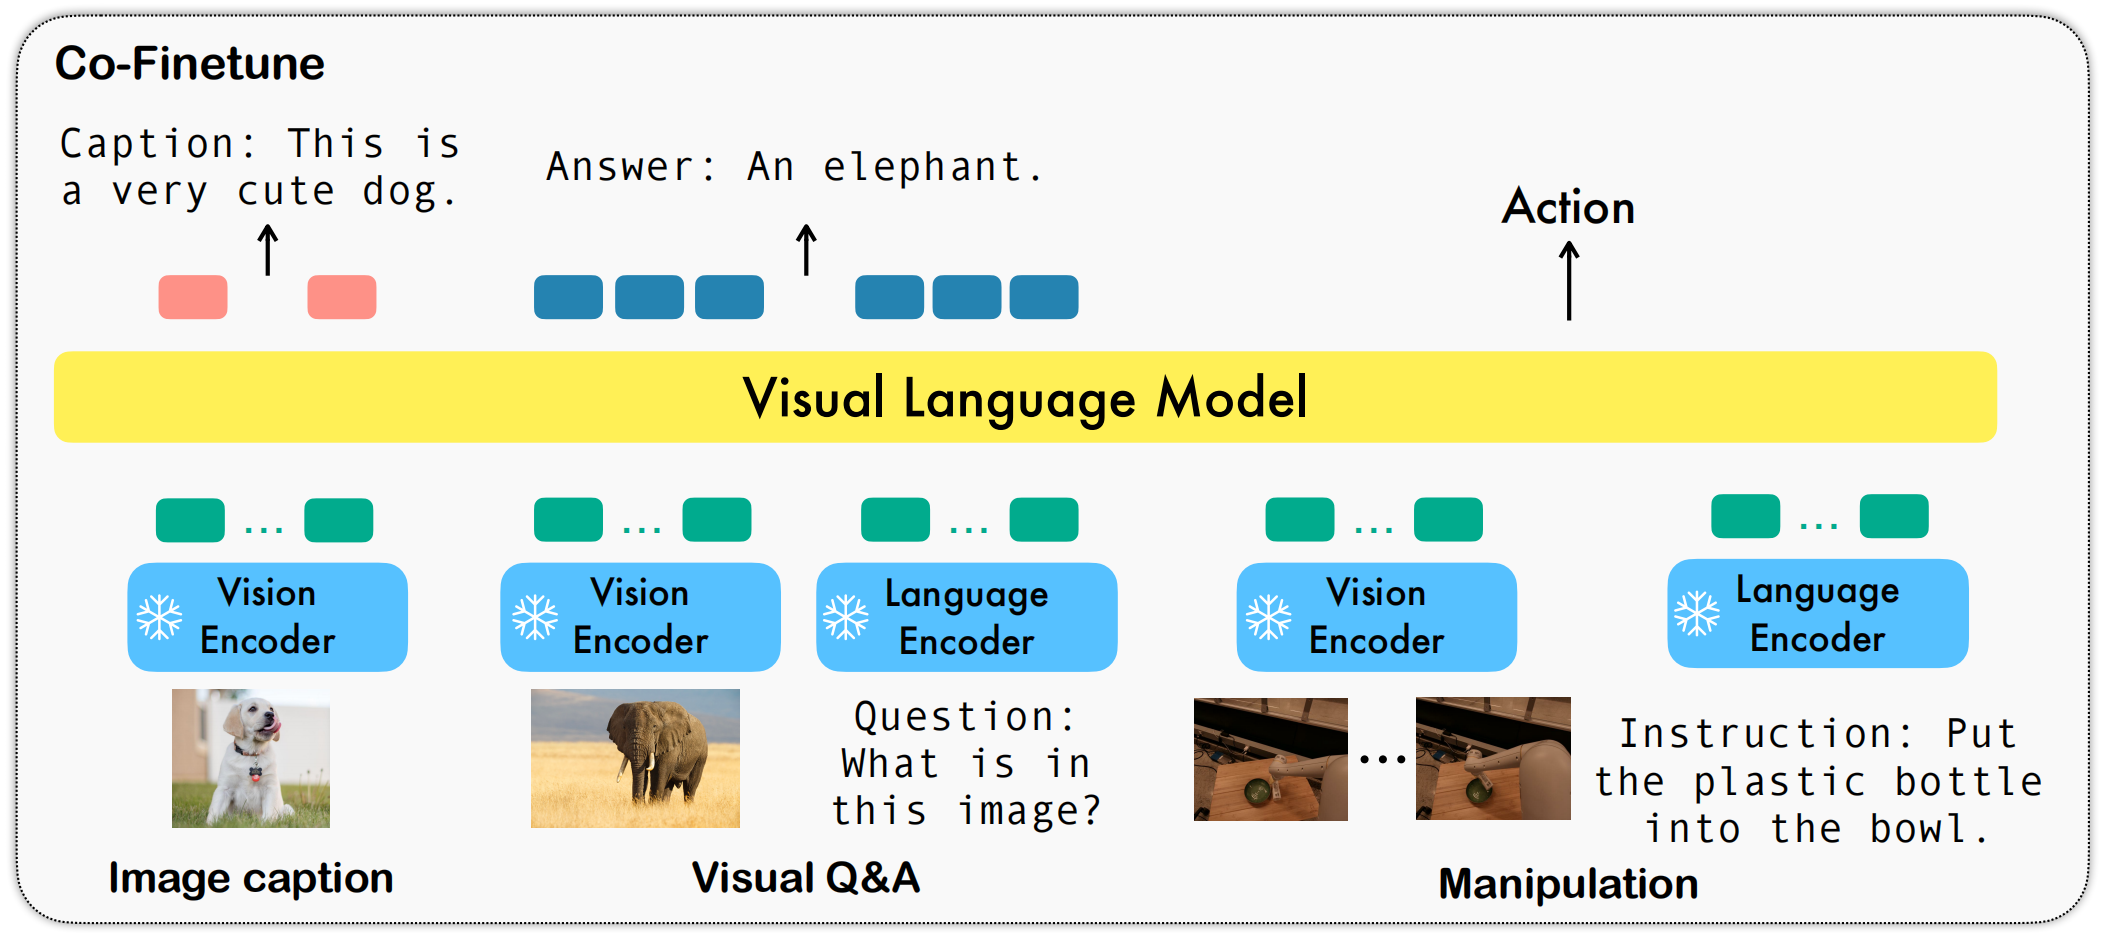 Co-Finetune
Caption: This is
a very cute dog.
Answer: An elephant.
Action
Visual Language Model
... ... ... ... ...
Vision
Encoder
Vision
Encoder
Language
Encoder
Vision
Encoder
Language
Encoder
Question:
What is in
this image?
...
Instruction: Put
the plastic bottle
into the bowl.
Image caption
Visual Q&A
Manipulation